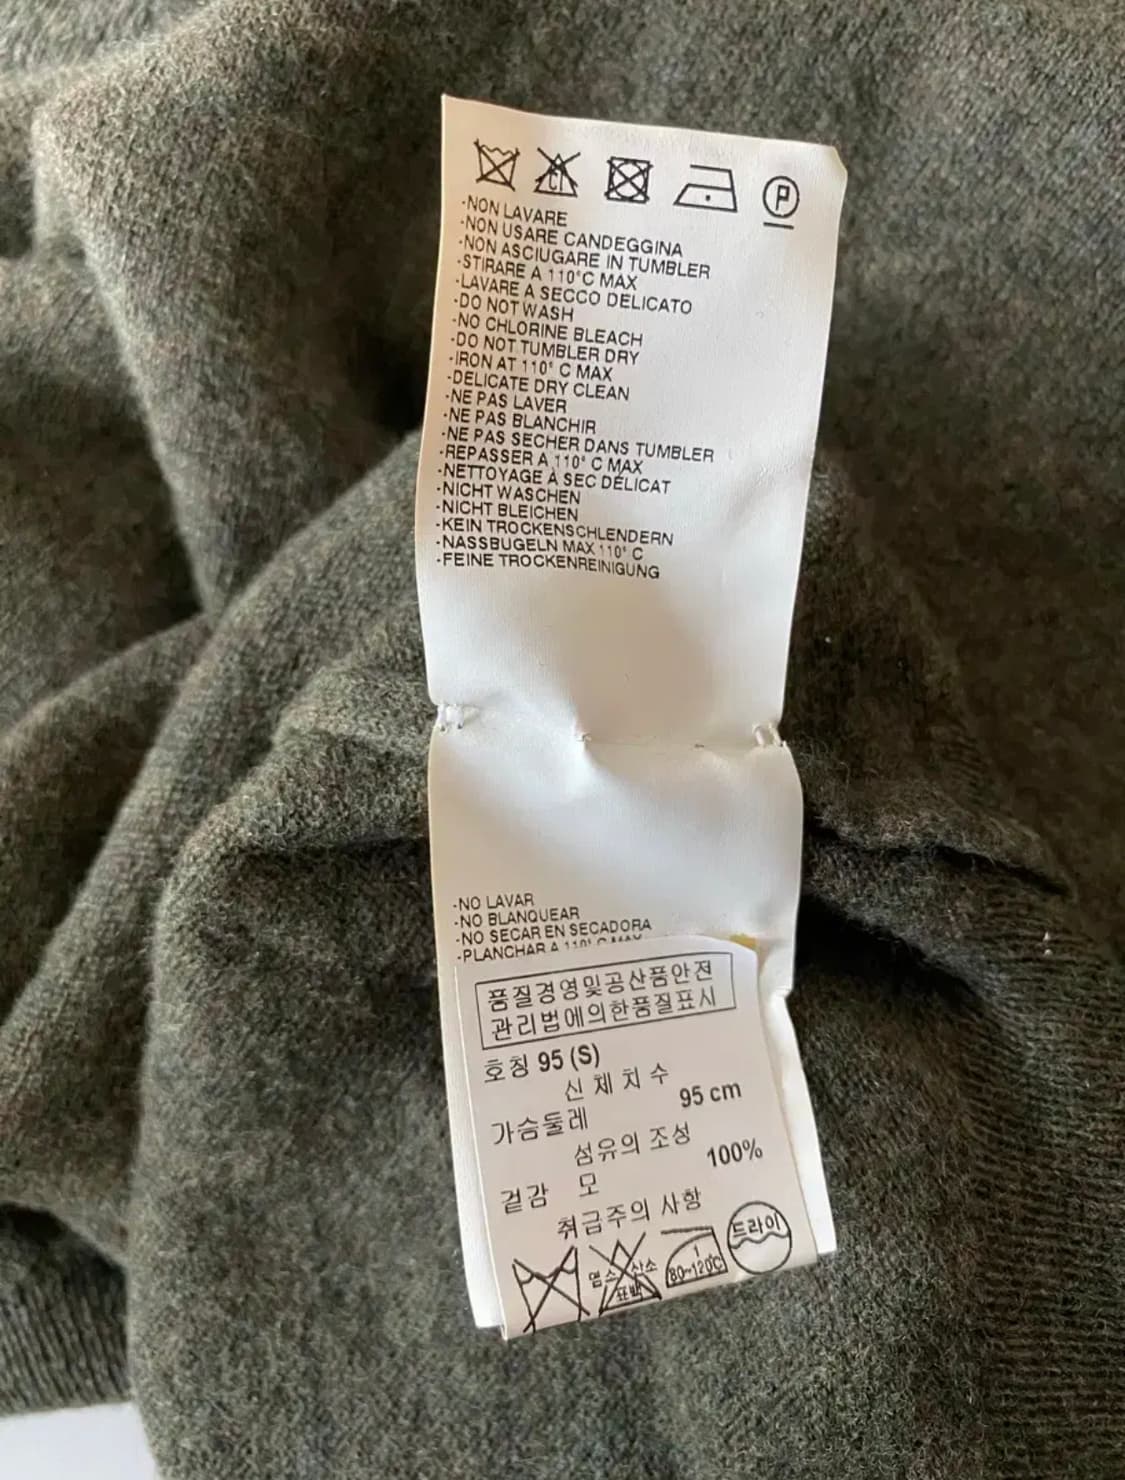 CL
P
-NON LAVARE
-NON USARE CANDEGGINA
-NON ASCIUGARE IN TUMBLER
-STIRARE A 110°C MAX
-LAVARE A SECCO DELICATO
-DO NOT WASH
-NO CHLORINE BLEACH
-DO NOT TUMBLER DRY
-IRON AT 110° C MAX
-DELICATE DRY CLEAN
-NE PAS LAVER
-NE PAS BLANCHIR
-NE PAS SECHER DANS TUMBLER
-REPASSER A 110° C MAX
-NETTOYAGE À SEC DÉLICAT
-NICHT WASCHEN
-NICHT BLEICHEN
-KEIN TROCKENSCHLENDERN
-NASSBUGELN MAX 110° C
-FEINE TROCKENREINIGUNG
-NO LAVAR
-NO BLANQUEAR
-NO SECAR EN SECADORA
-PLANCHAR A 110° C MAX
품질경영및공산품안전
관리법에의한품질표시
호칭 95 (S)
신 체 치 수
가슴둘레 95 cm
섬유의 조성
겉감 모 100%
취급주의 사항
염소 산소
표백
80~120℃
드라이